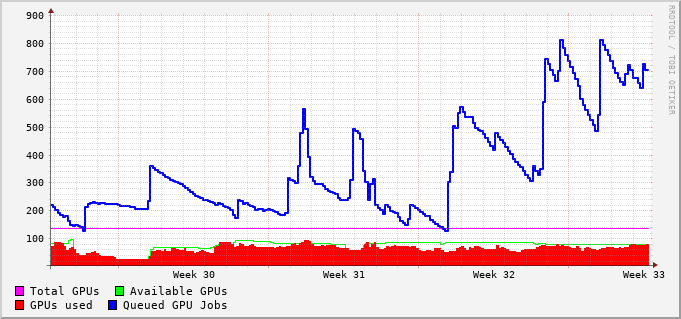 900
800
700
600
500
400
300
200
100
Week 30 Week 31 Week 32 Week 33
Total GPUs Available GPUs
GPUs used Queued GPU Jobs
RRDTOOL / TOBI OETIKER